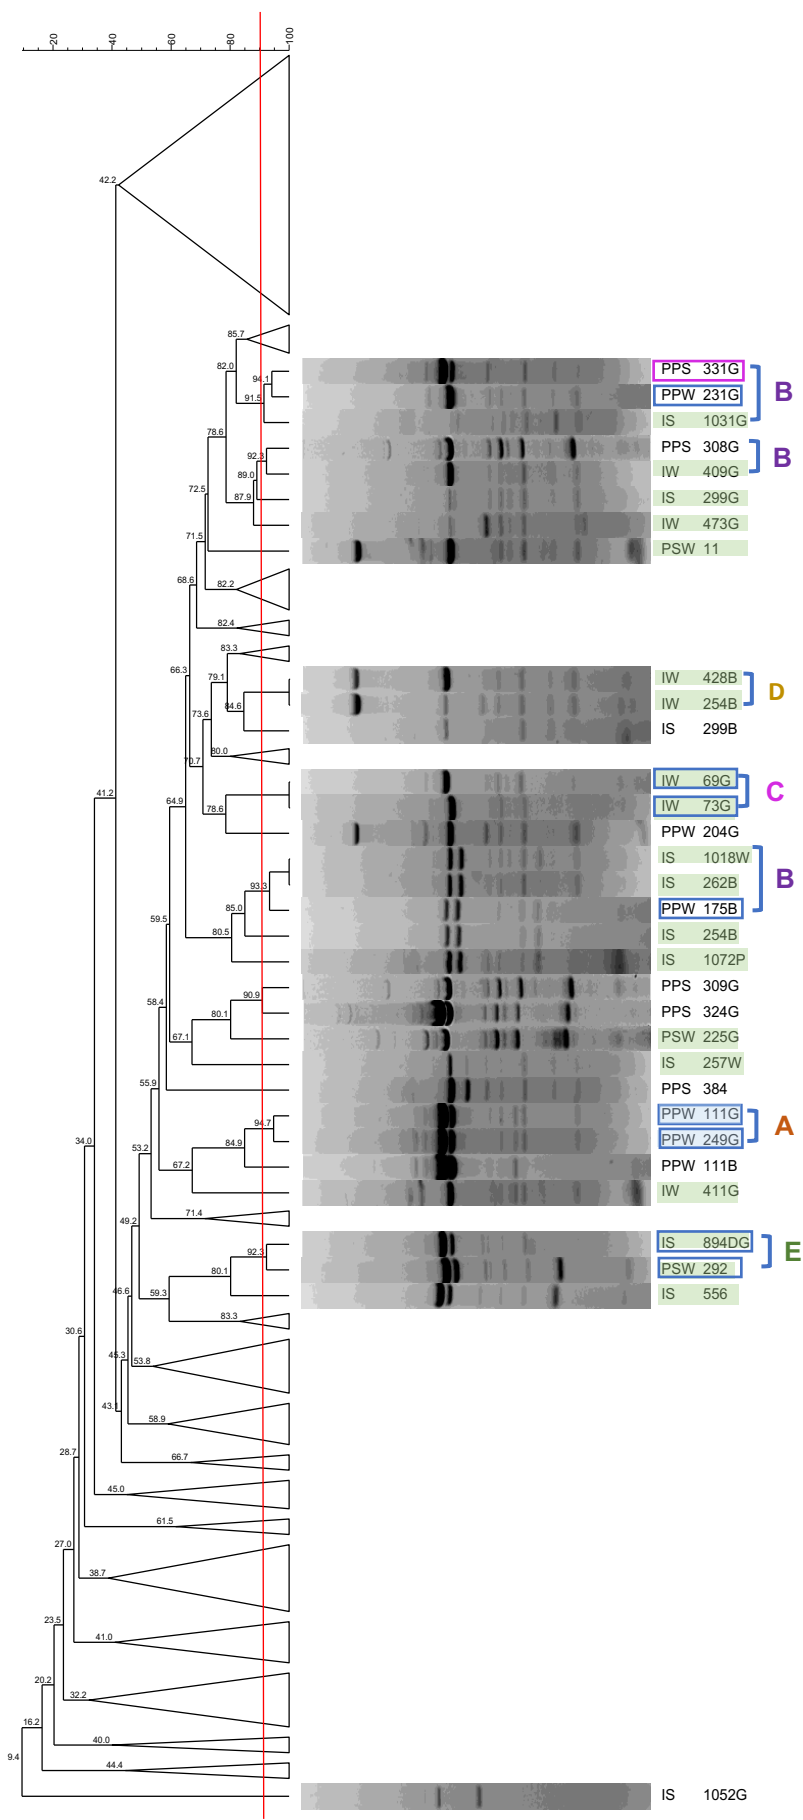 20 40 60 80 100
42.2
85.7
82.0
94.1
PPS 331G
91.5
PPW 231G
B
IS 1031G
78.6
PPS 308G
92.3
B
89.0
IW 409G
72.5
87.9
IS 299G
IW 473G
71.5
PSW 11
68.6
82.2
82.4
83.3
66.3
79.1
IW 428B
D
84.6
IW 254B
73.6
IS 299B
80.0
70.7
IW 69G
C
41.2
64.9
78.6
IW 73G
PPW 204G
IS 1018W
93.3
IS 262B
B
85.0
PPW 175B
59.5
80.5
IS 254B
IS 1072P
90.9
PPS 309G
58.4
80.1
PPS 324G
67.1
PSW 225G
IS 257W
55.9
PPS 384
94.7
PPW 111G
A
34.0
53.2
84.9
PPW 249G
67.2
PPW 111B
IW 411G
71.4
49.2
92.3
IS 894DG
E
80.1
PSW 292
46.6
59.3
IS 556
83.3
30.6
45.3
53.8
43.1
58.9
28.7
66.7
45.0
61.5
27.0
38.7
23.5
41.0
20.2
32.2
16.2
40.0
9.4
44.4
IS 1052G